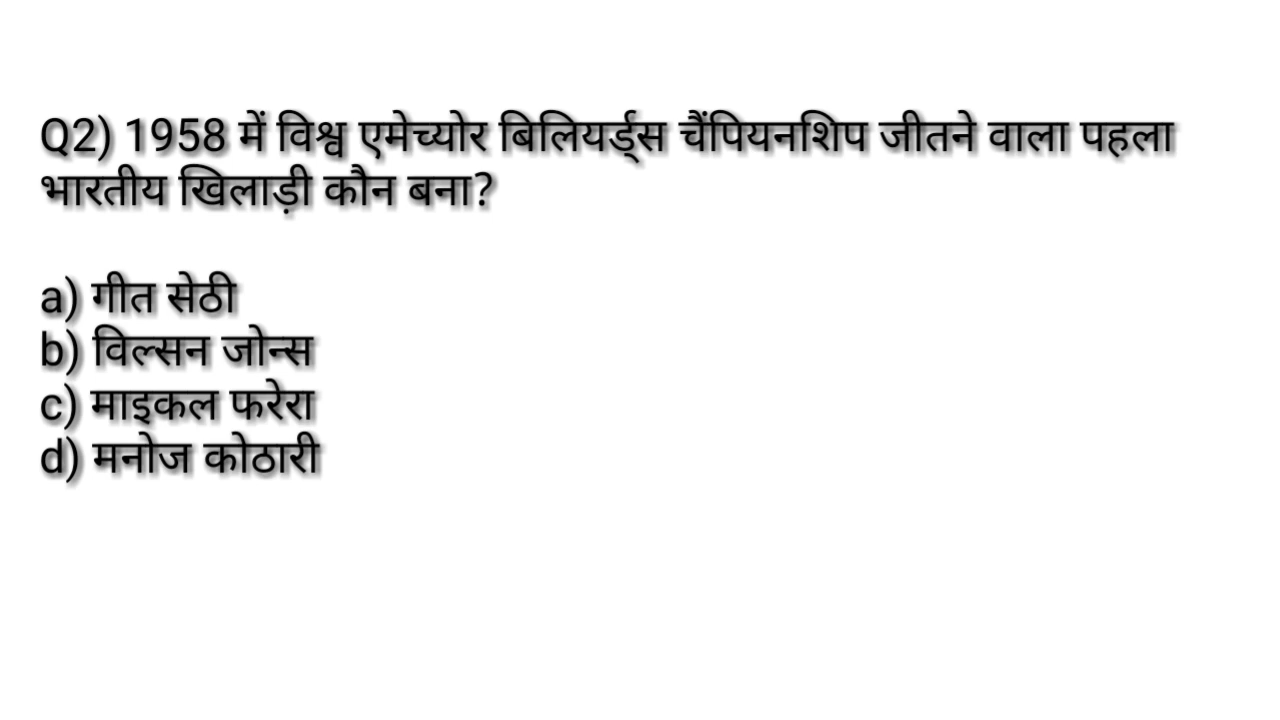 Q2) 1958 में विश्व एमेच्योर बिलियर्ड्स चैंपियनशिप जीतने वाला पहला
भारतीय खिलाड़ी कौन बना?
a) गीत सेठी
b) विल्सन जोन्स
c) माइकल फरेरा
d) मनोज कोठारी